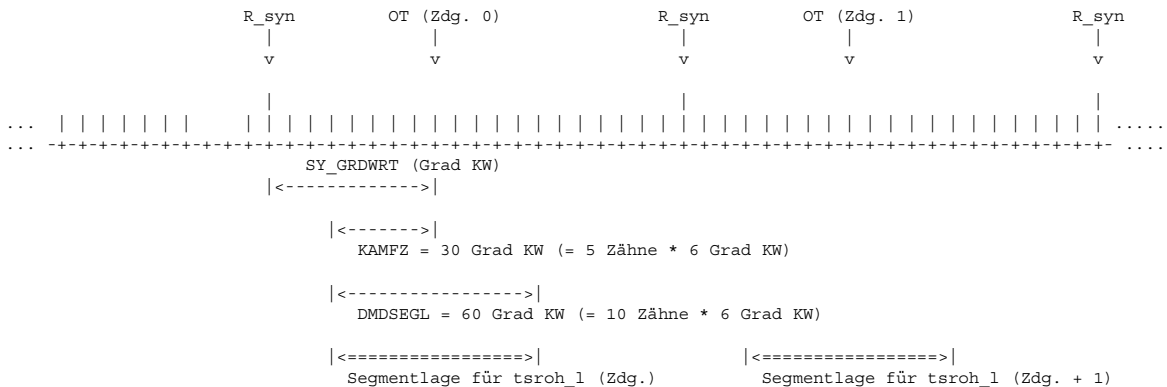 R_syn OT (Zdg. 0) R_syn OT (Zdg. 1) R_syn
| | | | |
v v v v v
| | |
... | | | | | | | | | | | | | | | | | | | | | | | | | | | | | | | | | | | | | | | | | | | | | | | | .....
... -+-+-+-+-+-+-+-+-+-+-+-+-+-+-+-+-+-+-+-+-+-+-+-+-+-+-+-+-+-+-+-+-+-+-+-+-+-+-+-+-+-+-+-+-+-+-+-+-+-+-+- ....
SY_GRDWRT (Grad KW)
|<------------->|
|<------->|
KAMFZ = 30 Grad KW (= 5 Zähne * 6 Grad KW)
|<----------------->|
DMDSEGL = 60 Grad KW (= 10 Zähne * 6 Grad KW)
|<=================>| |<=================>|
Segmentlage für tsroh_l (Zdg.) Segmentlage für tsroh_l (Zdg. + 1)